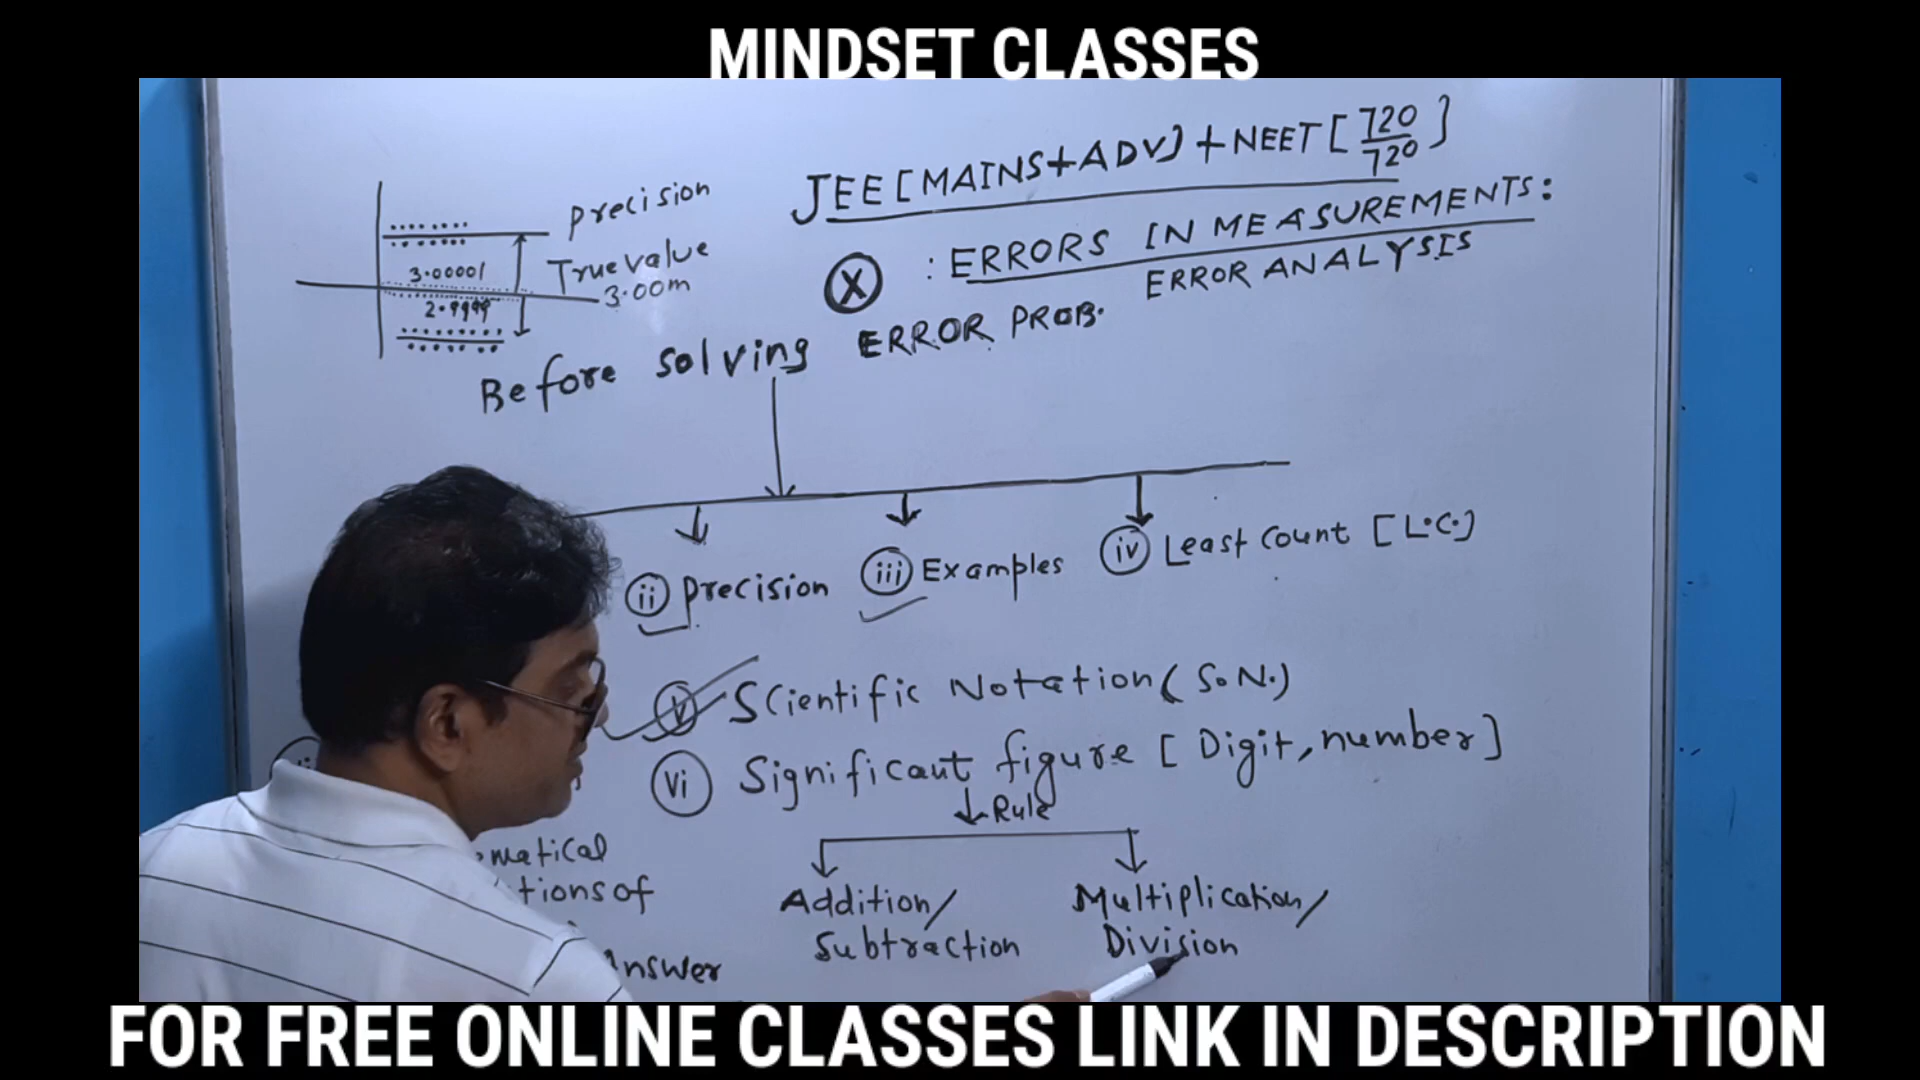 MINDSET CLASSES
JEE [MAINS+ADV] + NEET [720/720]
precision
True value
3.00m
3.00001
2.9999
X : ERRORS IN MEASUREMENTS:
ERROR ANALYSIS
Before solving ERROR PROB.
ii Precision
iii Examples
iv Least Count [L.C.]
v Scientific Notation (S.N.)
vi Significant figure [Digit, number]
Rule
Addition/
Subtraction
Multiplication/
Division
matical
tions of
Answer
FOR FREE ONLINE CLASSES LINK IN DESCRIPTION